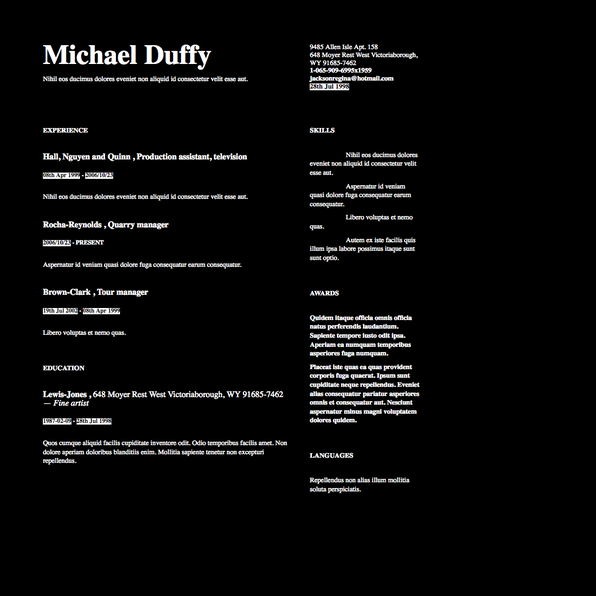 Michael Duffy
Nihil eos ducimus dolores eveniet non aliquid id consectetur velit esse aut.
9485 Allen Isle Apt. 158
648 Moyer Rest West Victoriaborough,
WY 91685-7462
1-065-909-6995x1959
jacksonregina@hotmail.com
28th Jul 1998
EXPERIENCE
Hall, Nguyen and Quinn , Production assistant, television
08th Apr 1999 - 2006/10/23
Nihil eos ducimus dolores eveniet non aliquid id consectetur velit esse aut.
Rocha-Reynolds , Quarry manager
2006/10/23 - PRESENT
Aspernatur id veniam quasi dolore fuga consequatur earum consequatur.
Brown-Clark , Tour manager
19th Jul 2002 - 08th Apr 1999
Libero voluptas et nemo quas.
EDUCATION
Lewis-Jones , 648 Moyer Rest West Victoriaborough, WY 91685-7462
— Fine artist
1987-02-09 - 28th Jul 1998
Quos cumque aliquid facilis cupiditate inventore odit. Odio temporibus facilis amet. Non
dolore aperiam doloribus blanditiis enim. Mollitia sapiente tenetur non excepturi
repellendus.
SKILLS
Nihil eos ducimus dolores
eveniet non aliquid id consectetur velit
esse aut.
Aspernatur id veniam
quasi dolore fuga consequatur earum
consequatur.
Libero voluptas et nemo
quas.
Autem ex iste facilis quis
illum ipsa labore possimus itaque sunt
sunt optio.
AWARDS
Quidem itaque officia omnis officia
natus perferendis laudantium.
Sapiente tempore iusto odit ipsa.
Aperiam ea numquam temporibus
asperiores fuga numquam.
Placeat iste quas ea quas provident
corporis fuga quaerat. Ipsum sunt
cupiditate neque repellendus. Eveniet
alias consequatur pariatur asperiores
omnis et consequatur aut. Nesciunt
aspernatur minus magni voluptatem
dolores quidem.
LANGUAGES
Repellendus non alias illum mollitia
soluta perspiciatis.